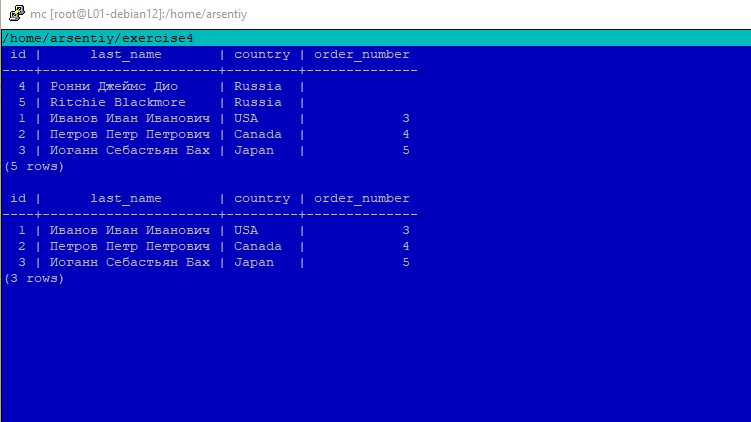 mc [root@L01-debian12]:/home/arsentiy
/home/arsentiy/exercise4
 id |      last_name       | country | order_number
----+----------------------+---------+--------------
  4 | Ронни Джеймс Дио     | Russia  |
  5 | Ritchie Blackmore    | Russia  |
  1 | Иванов Иван Иванович | USA     |            3
  2 | Петров Петр Петрович | Canada  |            4
  3 | Иоганн Себастьян Бах | Japan   |            5
(5 rows)
 id |      last_name       | country | order_number
----+----------------------+---------+--------------
  1 | Иванов Иван Иванович | USA     |            3
  2 | Петров Петр Петрович | Canada  |            4
  3 | Иоганн Себастьян Бах | Japan   |            5
(3 rows)